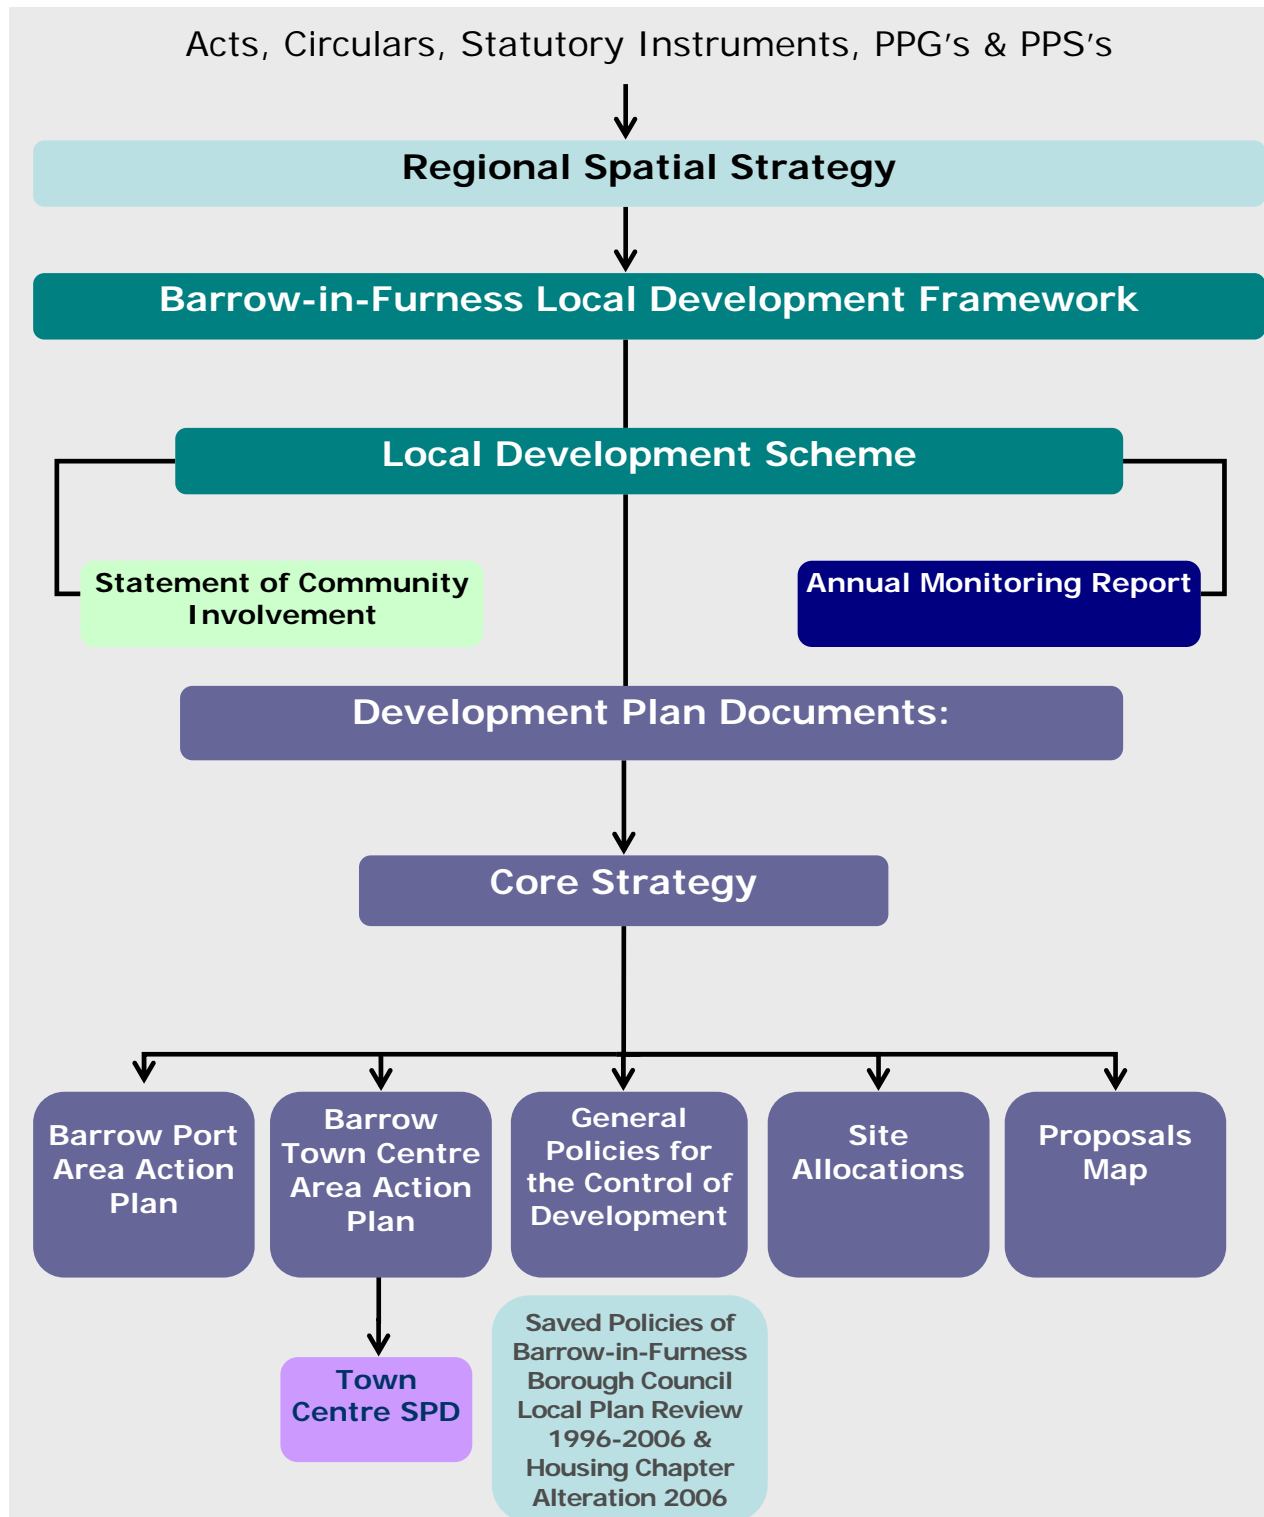 Acts, Circulars, Statutory Instruments, PPG's & PPS's
Regional Spatial Strategy
Barrow-in-Furness Local Development Framework
Local Development Scheme
Statement of Community
Involvement
Annual Monitoring Report
Development Plan Documents:
Core Strategy
Barrow Port
Area Action
Plan
Barrow
Town Centre
Area Action
Plan
General
Policies for
the Control of
Development
Site
Allocations
Proposals
Map
Town
Centre SPD
Saved Policies of
Barrow-in-Furness
Borough Council
Local Plan Review
1996-2006 &
Housing Chapter
Alteration 2006